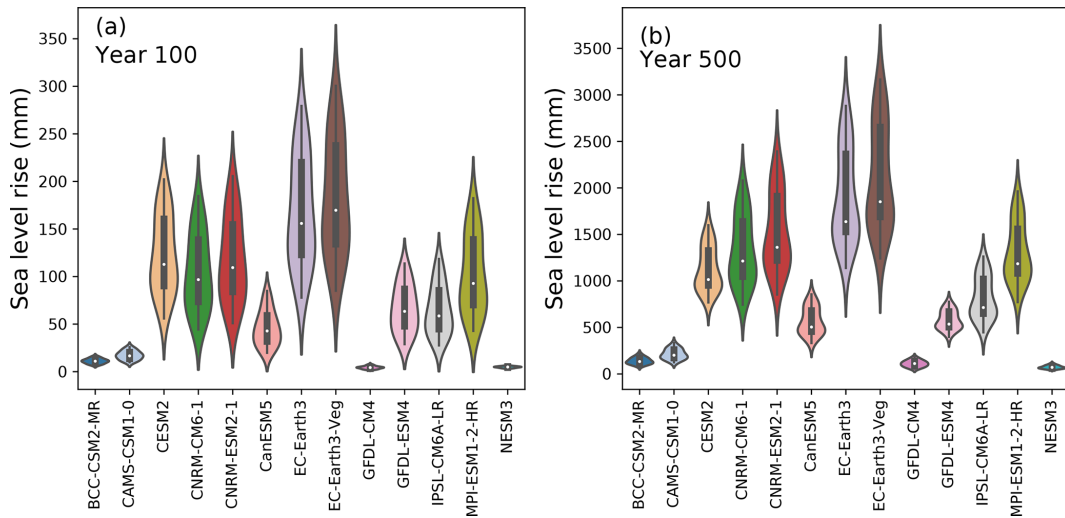 (a)
Year 100
Sea level rise (mm)
350
300
250
200
150
100
50
0
BCC-CSM2-MR
CAMS-CSM1-0
CESM2
CNRM-CM6-1
CNRM-ESM2-1
CanESM5
EC-Earth3
EC-Earth3-Veg
GFDL-CM4
GFDL-ESM4
IPSL-CM6A-LR
MPI-ESM1-2-HR
NESM3
(b)
Year 500
Sea level rise (mm)
3500
3000
2500
2000
1500
1000
500
0
BCC-CSM2-MR
CAMS-CSM1-0
CESM2
CNRM-CM6-1
CNRM-ESM2-1
CanESM5
EC-Earth3
EC-Earth3-Veg
GFDL-CM4
GFDL-ESM4
IPSL-CM6A-LR
MPI-ESM1-2-HR
NESM3